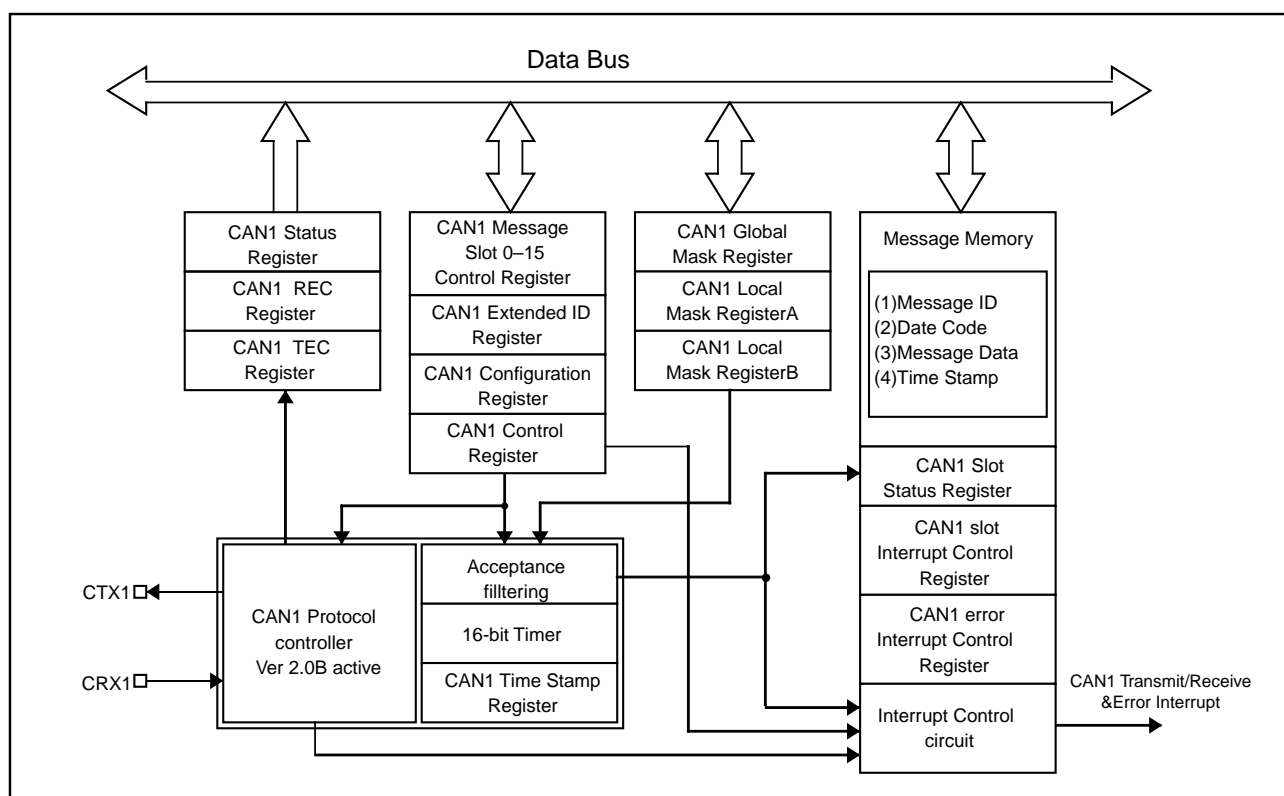 Data Bus
CAN1 Status
Register
CAN1 REC
Register
CAN1 TEC
Register
CAN1 Message
Slot 0–15
Control Register
CAN1 Extended ID
Register
CAN1 Configuration
Register
CAN1 Control
Register
CAN1 Global
Mask Register
CAN1 Local
Mask RegisterA
CAN1 Local
Mask RegisterB
Message Memory
(1)Message ID
(2)Date Code
(3)Message Data
(4)Time Stamp
CAN1 Slot
Status Register
CAN1 slot
Interrupt Control
Register
CAN1 error
Interrupt Control
Register
Interrupt Control
circuit
CTX1
CRX1
CAN1 Protocol
controller
Ver 2.0B active
Acceptance
filltering
16-bit Timer
CAN1 Time Stamp
Register
CAN1 Transmit/Receive
&Error Interrupt